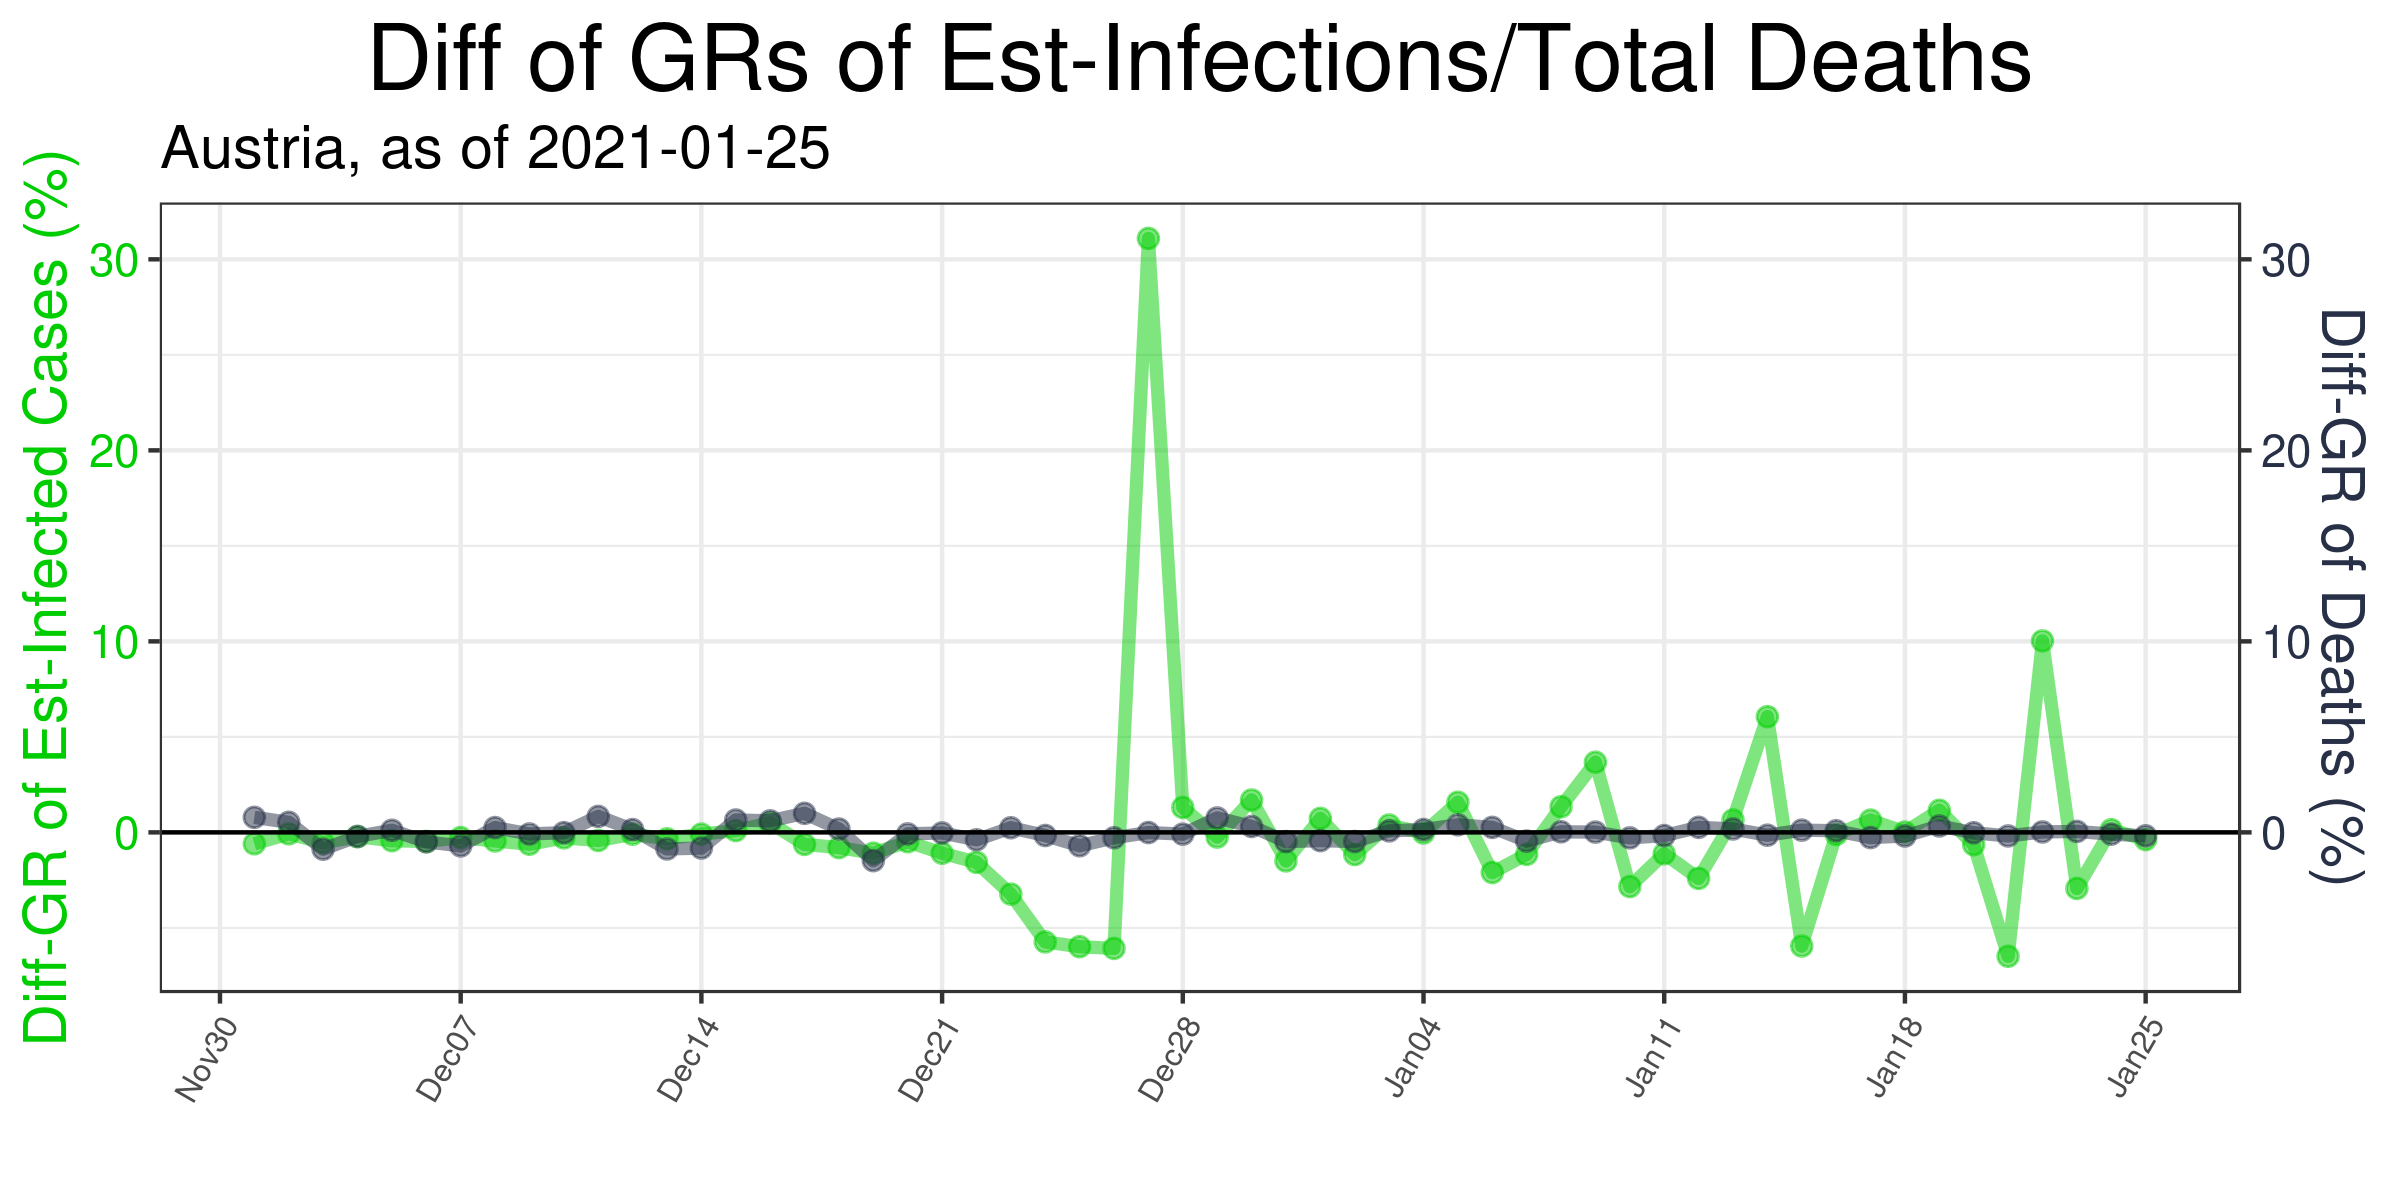 Diff of GRs of Est-Infections/Total Deaths
Austria, as of 2021-01-25
Diff-GR of Est-Infected Cases (%)
30
20
10
0
30
20
10
0
Diff-GR of Deaths (%)
Nov30
Dec07
Dec14
Dec21
Dec28
Jan04
Jan11
Jan18
Jan25